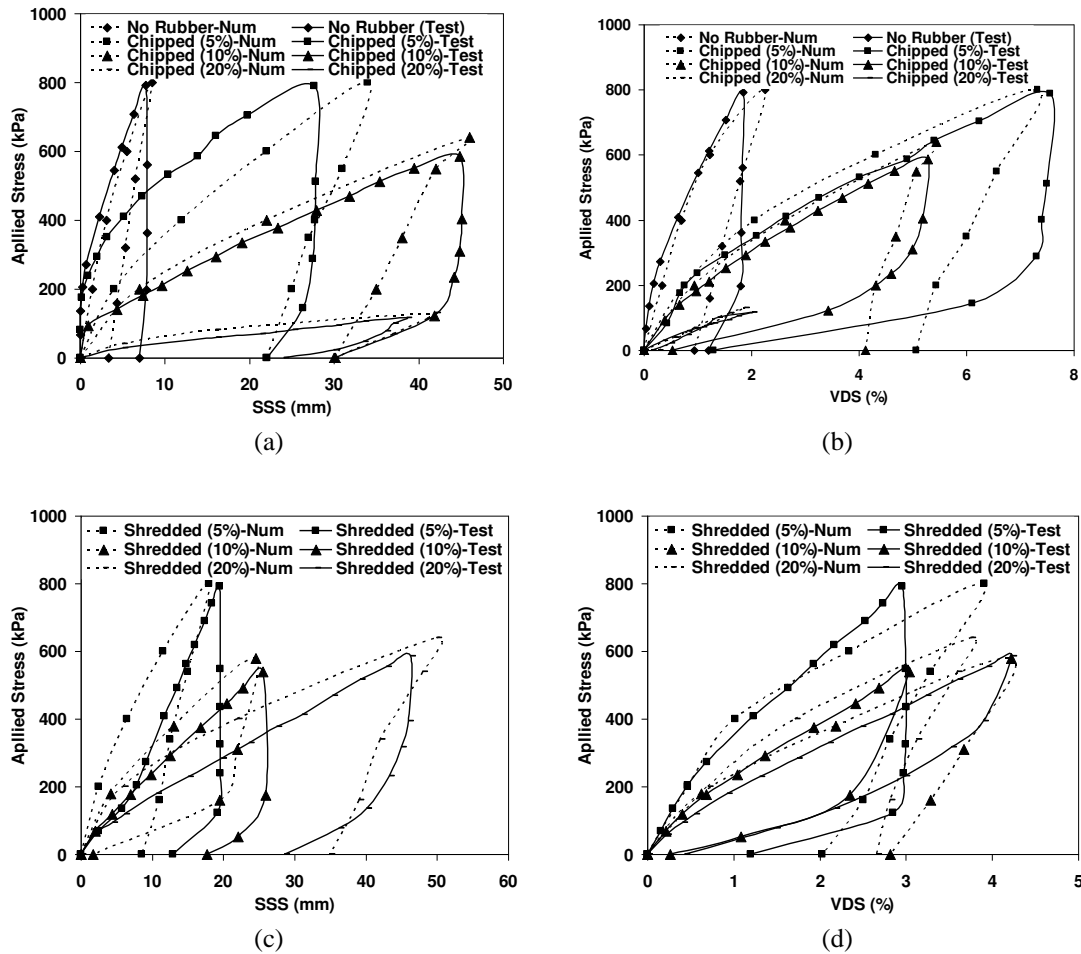 1000
800
600
400
200
0
Apllied Stress (kPa)
No Rubber-Num
No Rubber (Test)
Chipped (5%)-Num
Chipped (5%)-Test
Chipped (10%)-Num
Chipped (10%)-Test
Chipped (20%)-Num
Chipped (20%)-Test
0 10 20 30 40 50
SSS (mm)
(a)
1000
800
600
400
200
0
Apllied Stress (kPa)
No Rubber-Num
No Rubber (Test)
Chipped (5%)-Num
Chipped (5%)-Test
Chipped (10%)-Num
Chipped (10%)-Test
Chipped (20%)-Num
Chipped (20%)-Test
0 2 4 6 8
VDS (%)
(b)
1000
800
600
400
200
0
Apllied Stress (kPa)
Shredded (5%)-Num
Shredded (5%)-Test
Shredded (10%)-Num
Shredded (10%)-Test
Shredded (20%)-Num
Shredded (20%)-Test
0 10 20 30 40 50 60
SSS (mm)
(c)
1000
800
600
400
200
0
Apllied Stress (kPa)
Shredded (5%)-Num
Shredded (5%)-Test
Shredded (10%)-Num
Shredded (10%)-Test
Shredded (20%)-Num
Shredded (20%)-Test
0 1 2 3 4 5
VDS (%)
(d)